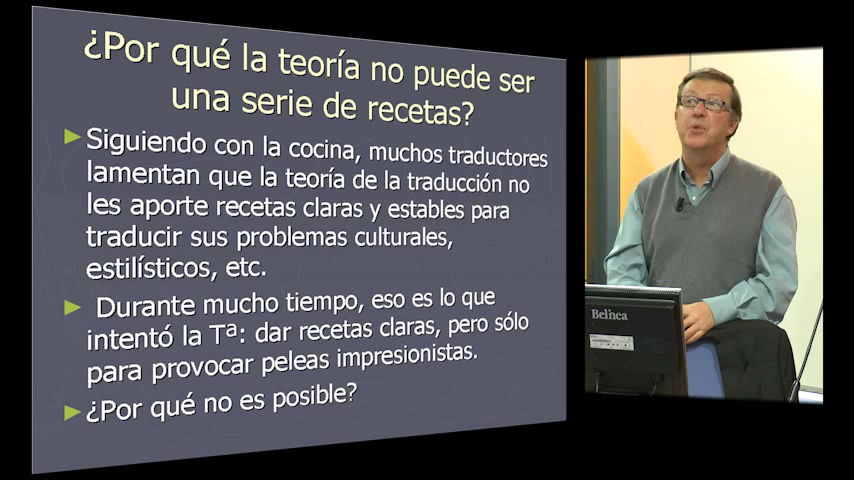 ¿Por qué la teoría no puede ser
una serie de recetas?
Siguiendo con la cocina, muchos traductores
lamentan que la teoría de la traducción no
les aporte recetas claras y estables para
traducir sus problemas culturales,
estilísticos, etc.
Durante mucho tiempo, eso es lo que
intentó la Tª: dar recetas claras, pero sólo
para provocar peleas impresionistas.
¿Por qué no es posible?
Belinea